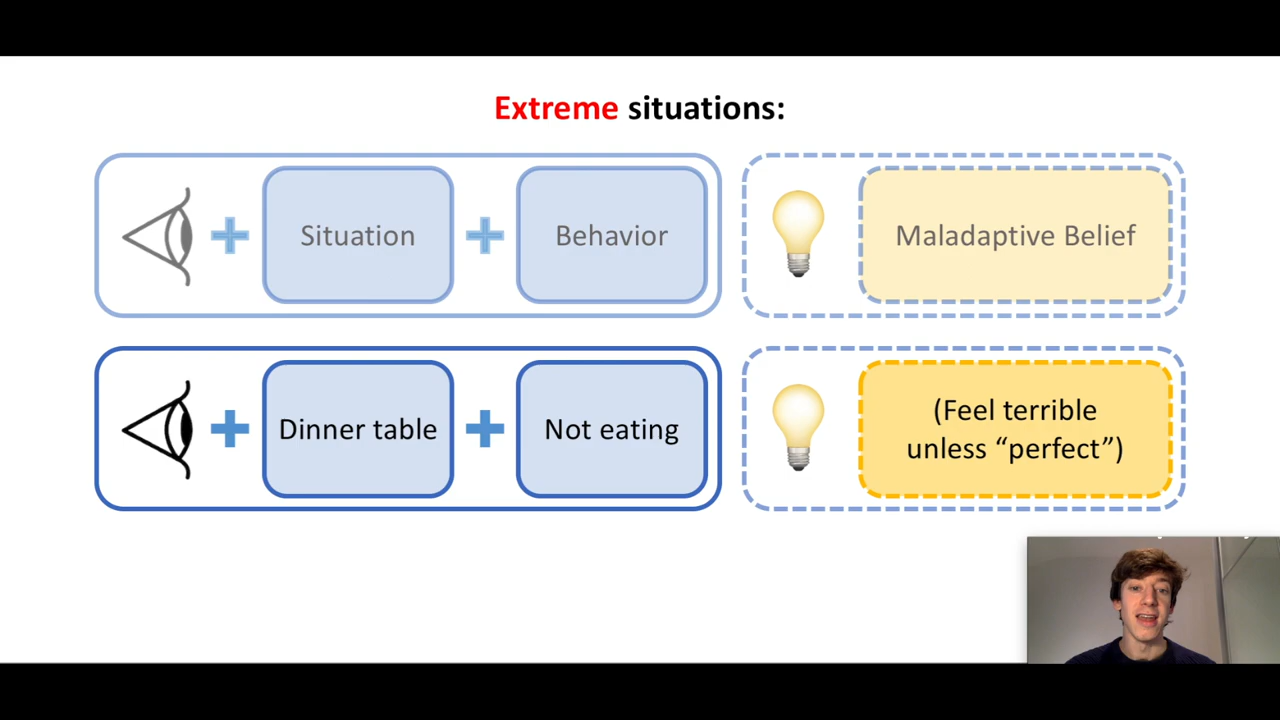 Extreme situations:
Situation
Behavior
Maladaptive Belief
Dinner table
Not eating
(Feel terrible
unless “perfect”)